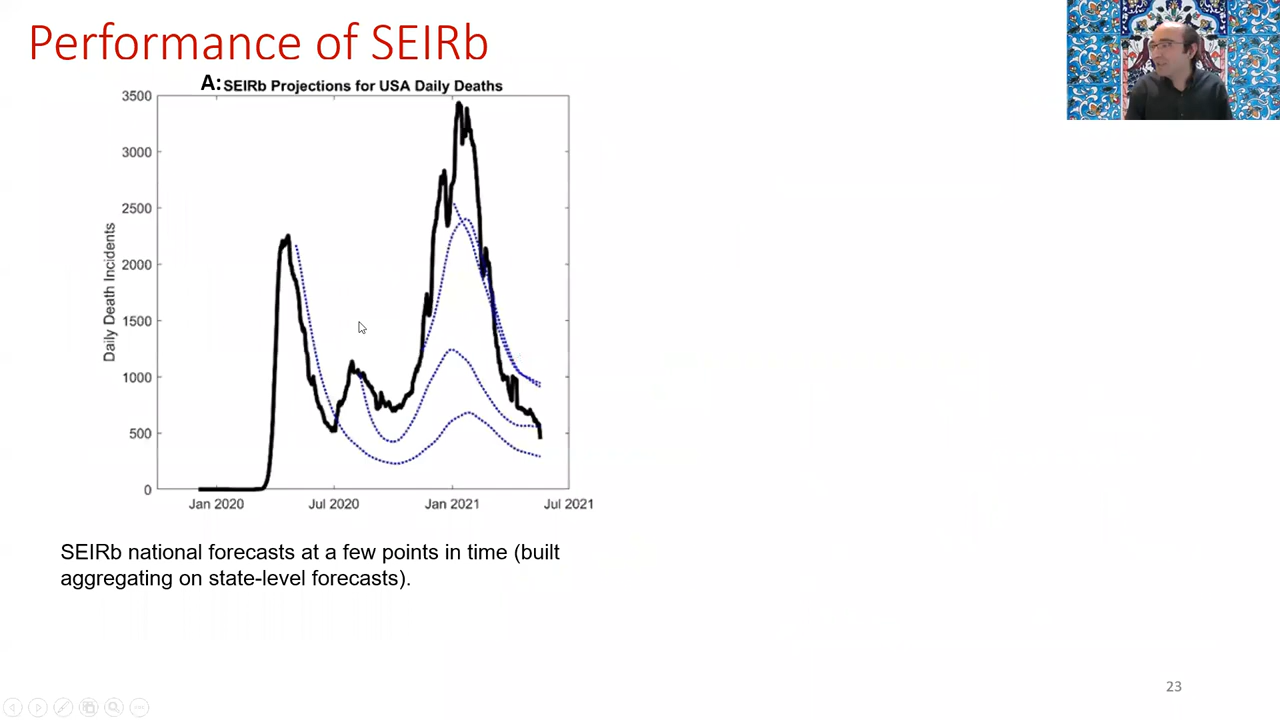 Performance of SEIRb
A: SEIRb Projections for USA Daily Deaths
3500
3000
2500
2000
1500
1000
500
0
Daily Death Incidents
Jan 2020
Jul 2020
Jan 2021
Jul 2021
SEIRb national forecasts at a few points in time (built
aggregating on state-level forecasts).
23